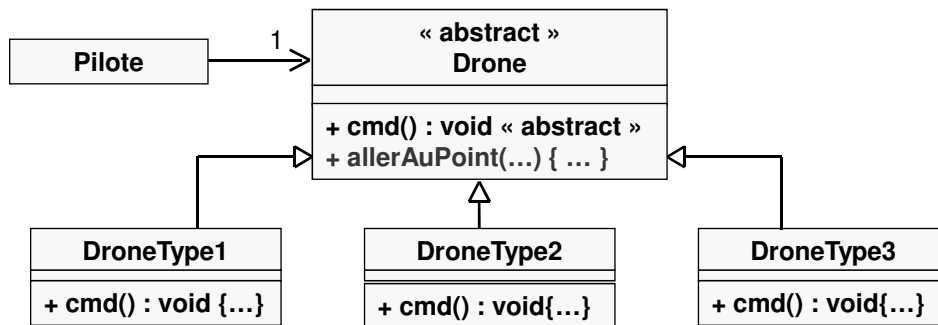 « abstract »
Pilote
1
Drone
+ cmd() : void « abstract »
+ allerAuPoint(…) { … }
DroneType1
+ cmd() : void {…}
DroneType2
+ cmd() : void{…}
DroneType3
+ cmd() : void{…}